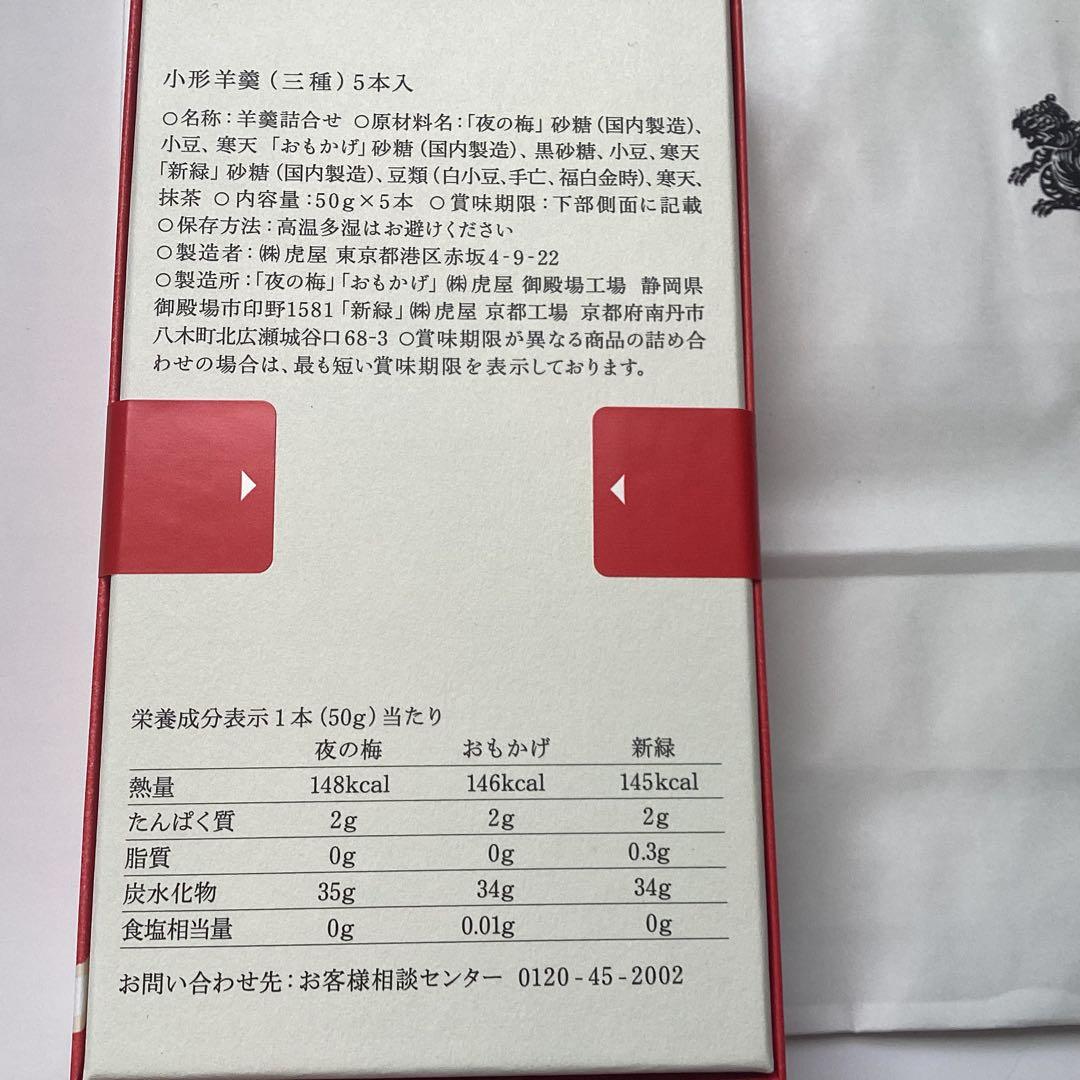 小形羊羹(三種)5本入
○名称:羊羹詰合せ ○原材料名:「夜の梅」砂糖(国内製造)、
小豆、寒天 「おもかげ」砂糖(国内製造)、黒砂糖、小豆、寒天
「新緑」砂糖(国内製造)、豆類(白小豆、手亡、福白金時)、寒天、
抹茶 ○内容量:50g×5本 ○賞味期限:下部側面に記載
○保存方法:高温多湿はお避けください
○製造者:㈱虎屋 東京都港区赤坂4-9-22
○製造所:「夜の梅」「おもかげ」㈱虎屋 御殿場工場 静岡県
御殿場市印野1581「新緑」㈱虎屋 京都工場 京都府南丹市
八木町北広瀬城谷口68-3 ○賞味期限が異なる商品の詰め合
わせの場合は、最も短い賞味期限を表示しております。
栄養成分表示1本(50g)当たり
夜の梅 おもかげ 新緑
熱量 148kcal 146kcal 145kcal
たんぱく質 2g 2g 2g
脂質 0g 0g 0.3g
炭水化物 35g 34g 34g
食塩相当量 0g 0.01g 0g
お問い合わせ先:お客様相談センター 0120-45-2002